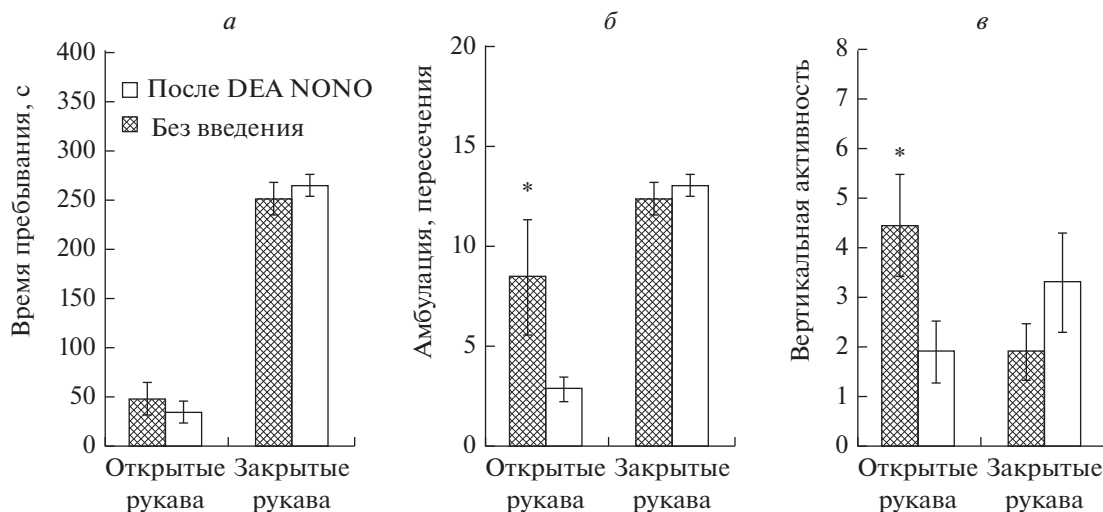 а
Время пребывания, с
400
350
300
250
200
150
100
50
0
После DEA NONO
Без введения
Открытые
рукава
Закрытые
рукава
б
Амбулация, пересечения
20
15
10
5
0
*
Открытые
рукава
Закрытые
рукава
в
Вертикальная активность
8
7
6
5
4
3
2
1
0
*
Открытые
рукава
Закрытые
рукава